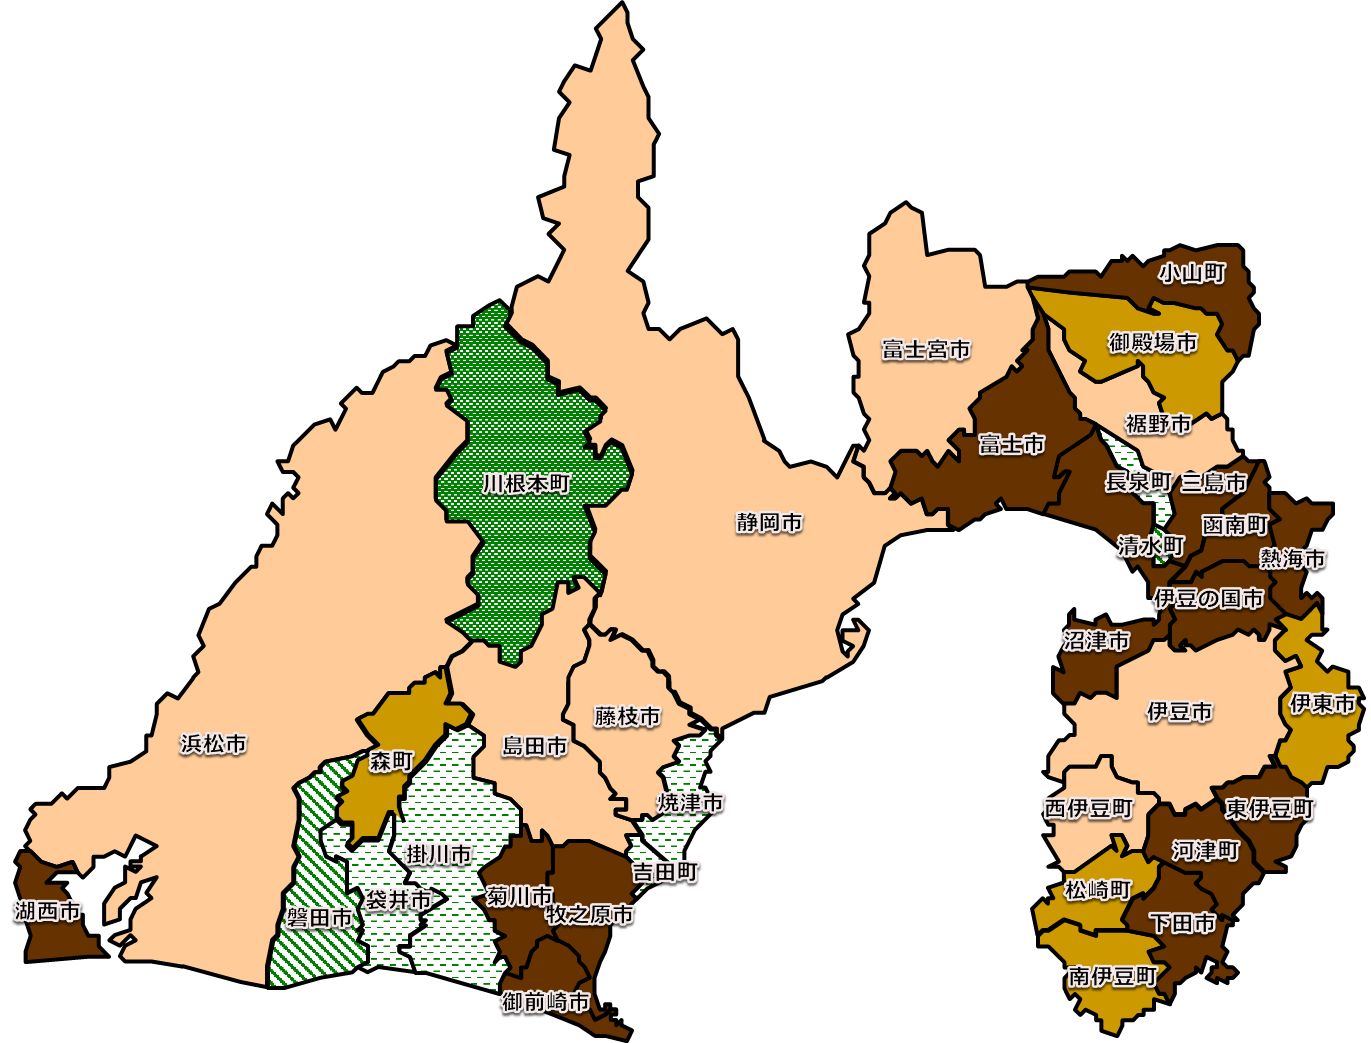 小山町
御殿場市
富士宮市
裾野市
富士市
長泉町
三島市
川根本町
静岡市
函南町
清水町
熱海市
伊豆の国市
沼津市
伊東市
伊豆市
藤枝市
浜松市
島田市
森町
焼津市
西伊豆町
東伊豆町
掛川市
河津町
吉田町
松崎町
菊川市
袋井市
湖西市
磐田市
牧之原市
下田市
南伊豆町
御前崎市